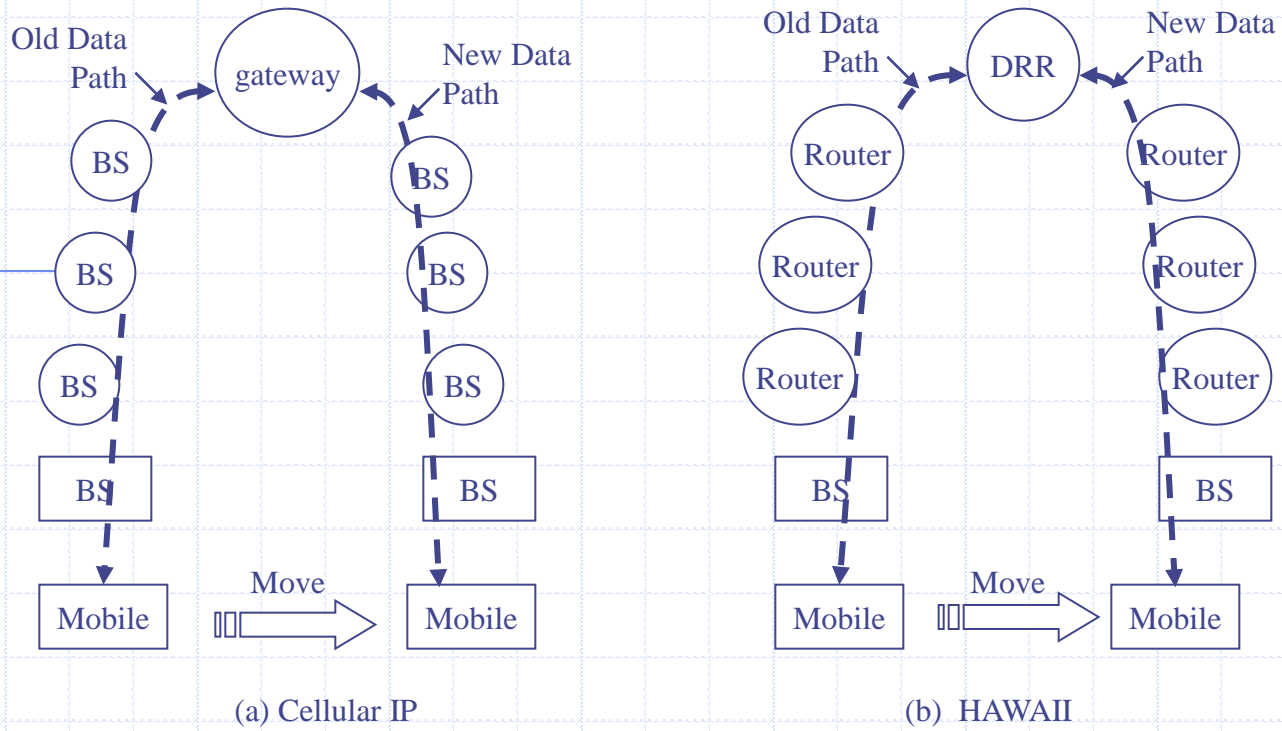 Old Data
Path
gateway
New Data
Path
BS
BS
BS
BS
BS
BS
BS
BS
Mobile
Move
Mobile
(a) Cellular IP
Old Data
Path
DRR
New Data
Path
Router
Router
Router
Router
Router
Router
BS
BS
Mobile
Move
Mobile
(b) HAWAII